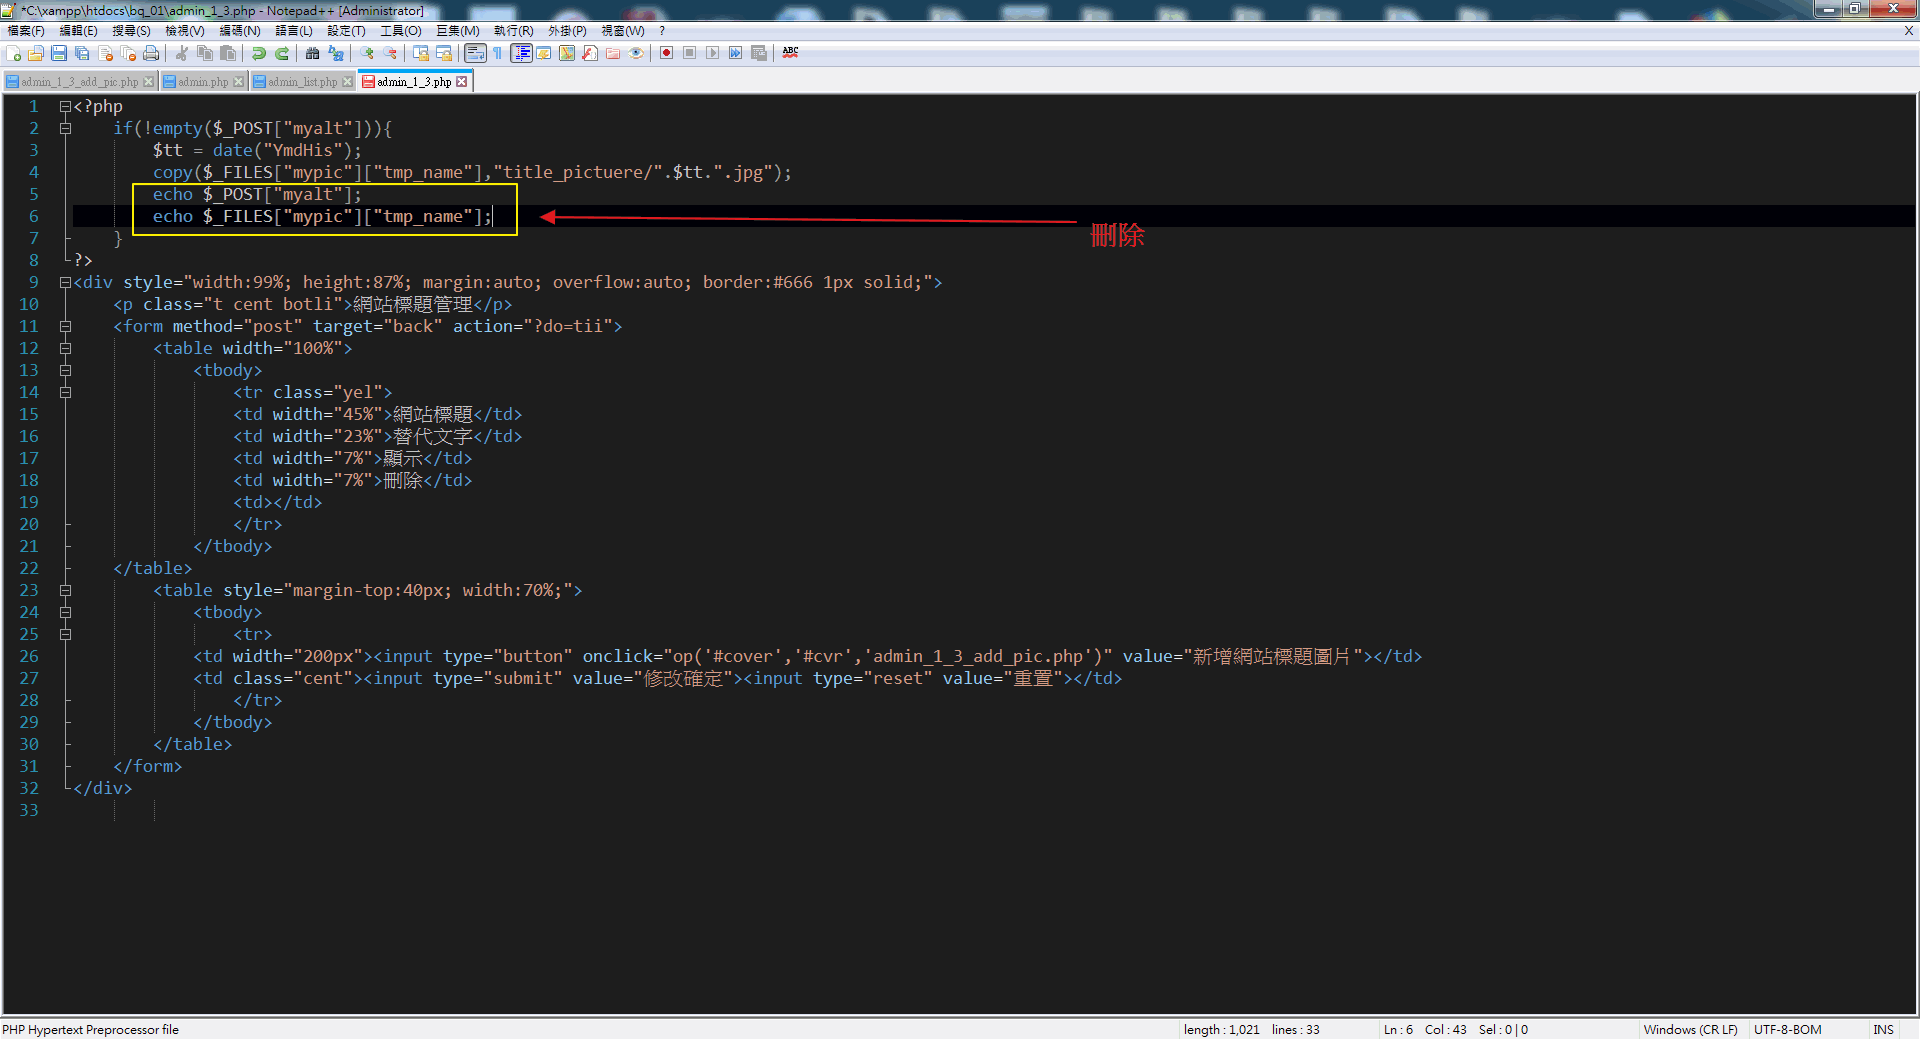 *C:\xampp\htdocs\bq_01\admin_1_3.php - Notepad++ [Administrator]
檔案(F) 編輯(E) 搜尋(S) 檢視(V) 編碼(N) 語言(L) 設定(T) 工具(O) 巨集(M) 執行(R) 外掛(P) 視窗(W) ? X
admin_1_3_add_pic.php admin.php admin_list.php admin_1_3.php
1 <?php
2 if(!empty($_POST["myalt"])){
3 $tt = date("YmdHis");
4 copy($_FILES["mypic"]["tmp_name"],"title_pictuere/".$tt.".jpg");
5 echo $_POST["myalt"];
6 echo $_FILES["mypic"]["tmp_name"];
刪除
7 }
8 ?>
9 <div style="width:99%; height:87%; margin:auto; overflow:auto; border:#666 1px solid;">
10 <p class="t cent botli">網站標題管理</p>
11 <form method="post" target="back" action="?do=tii">
12 <table width="100%">
13 <tbody>
14 <tr class="yel">
15 <td width="45%">網站標題</td>
16 <td width="23%">替代文字</td>
17 <td width="7%">顯示</td>
18 <td width="7%">刪除</td>
19 <td></td>
20 </tr>
21 </tbody>
22 </table>
23 <table style="margin-top:40px; width:70%;">
24 <tbody>
25 <tr>
26 <td width="200px"><input type="button" onclick="op('#cover','#cvr','admin_1_3_add_pic.php')" value="新增網站標題圖片"></td>
27 <td class="cent"><input type="submit" value="修改確定"><input type="reset" value="重置"></td>
28 </tr>
29 </tbody>
30 </table>
31 </form>
32 </div>
33
PHP Hypertext Preprocessor file length : 1,021 lines : 33 Ln : 6 Col : 43 Sel : 0 | 0 Windows (CR LF) UTF-8-BOM INS